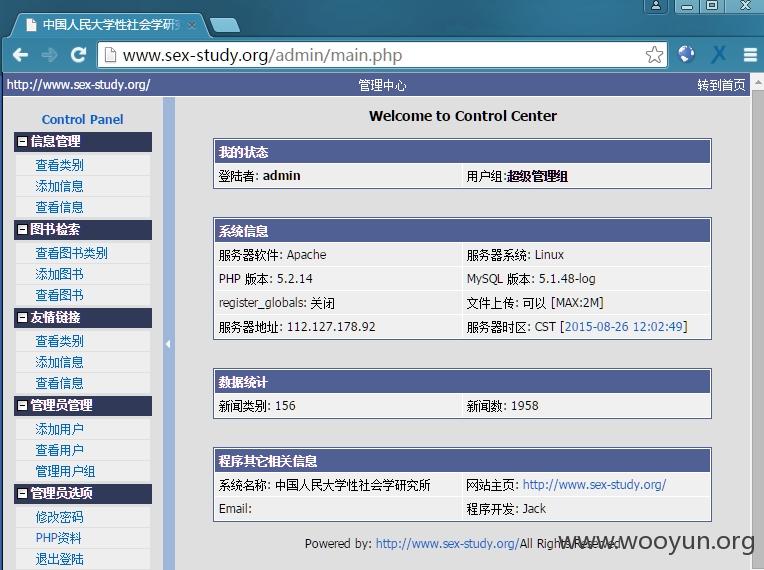 中国人民大学性社会学研
www.sex-study.org/admin/main.php
http://www.sex-study.org/ 管理中心 转到首页
Control Panel
信息管理
查看类别
添加信息
查看信息
图书检索
查看图书类别
添加图书
查看图书
友情链接
查看类别
添加信息
查看信息
管理员管理
添加用户
查看用户
管理用户组
管理员选项
修改密码
PHP资料
退出登陆
Welcome to Control Center
我的状态
登陆者: admin 用户组:超级管理组
系统信息
服务器软件: Apache 服务器系统: Linux
PHP 版本: 5.2.14 MySQL 版本: 5.1.48-log
register_globals: 关闭 文件上传: 可以 [MAX:2M]
服务器地址: 112.127.178.92 服务器时区: CST [2015-08-26 12:02:49]
数据统计
新闻类别: 156 新闻数: 1958
程序其它相关信息
系统名称: 中国人民大学性社会学研究所 网站主页: http://www.sex-study.org/
Email: 程序开发: Jack
Powered by: http://www.sex-study.org/All Rights Reserved
www.wooyun.org